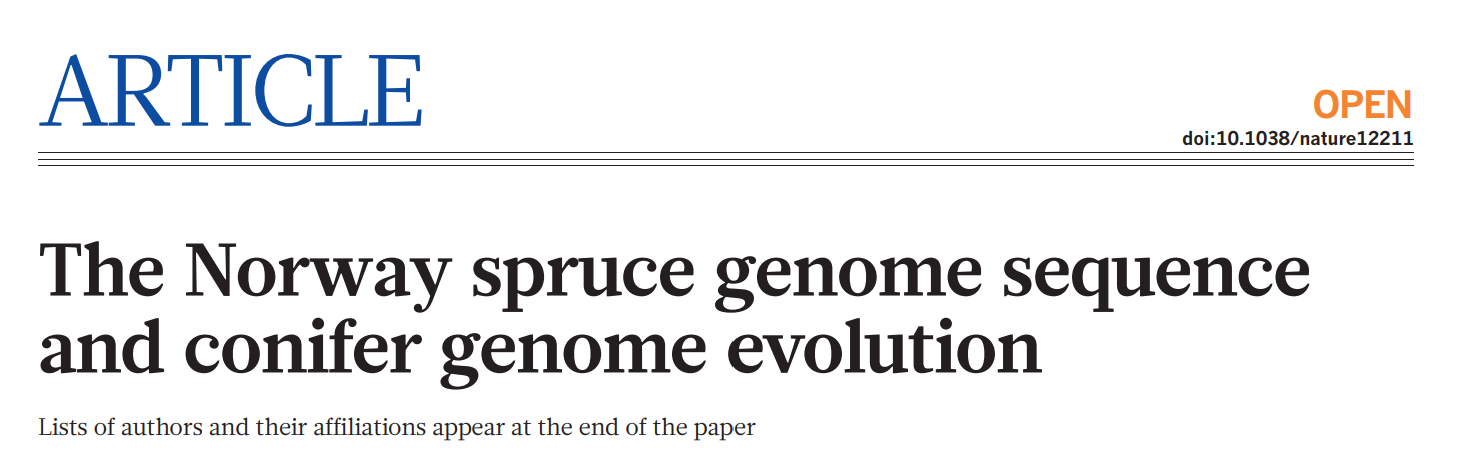 ARTICLE
OPEN
doi:10.1038/nature12211
The Norway spruce genome sequence
and conifer genome evolution
Lists of authors and their affiliations appear at the end of the paper